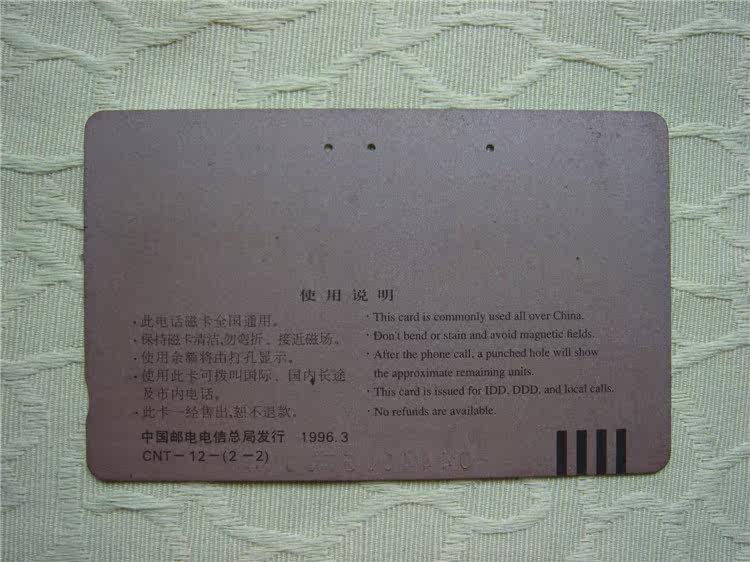 使用说明
·此电话磁卡全国通用。
·保持磁卡清洁,勿弯折、接近磁场。
·使用余额将由打孔显示。
·使用此卡可拨叫国际、国内长途
及市内电话。
·此卡一经售出,恕不退款。
·This card is commonly used all over China.
·Don't bend or stain and avoid magnetic fields.
·After the phone call, a punched hole will show
the approximate remaining units.
·This card is issued for IDD, DDD, and local calls.
·No refunds are available.
中国邮电电信总局发行 1996.3
CNT-12-(2-2)